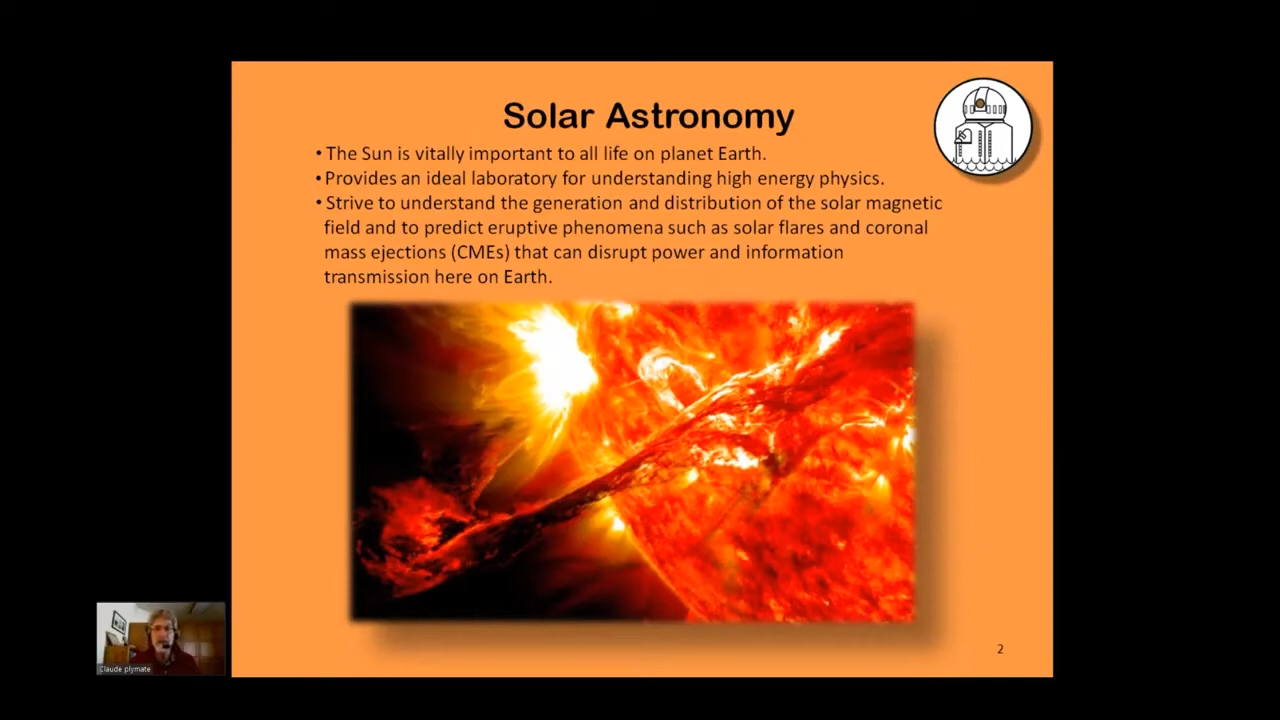 Solar Astronomy
• The Sun is vitally important to all life on planet Earth.
• Provides an ideal laboratory for understanding high energy physics.
• Strive to understand the generation and distribution of the solar magnetic
field and to predict eruptive phenomena such as solar flares and coronal
mass ejections (CMEs) that can disrupt power and information
transmission here on Earth.
Claude plymate
2